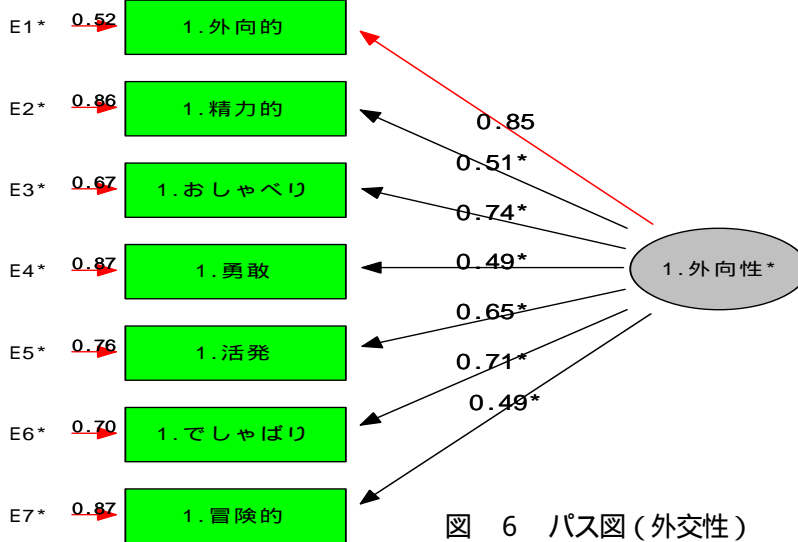 E1* 0.52 1.外向的
0.85
E2* 0.86 1.精力的
0.51*
E3* 0.67 1.おしゃべり
0.74*
E4* 0.87 1.勇敢
0.49*
1.外向性*
E5* 0.76 1.活発
0.65*
E6* 0.70 1.でしゃばり
0.71*
0.49*
E7* 0.87 1.冒険的
図 6 パス図(外交性)